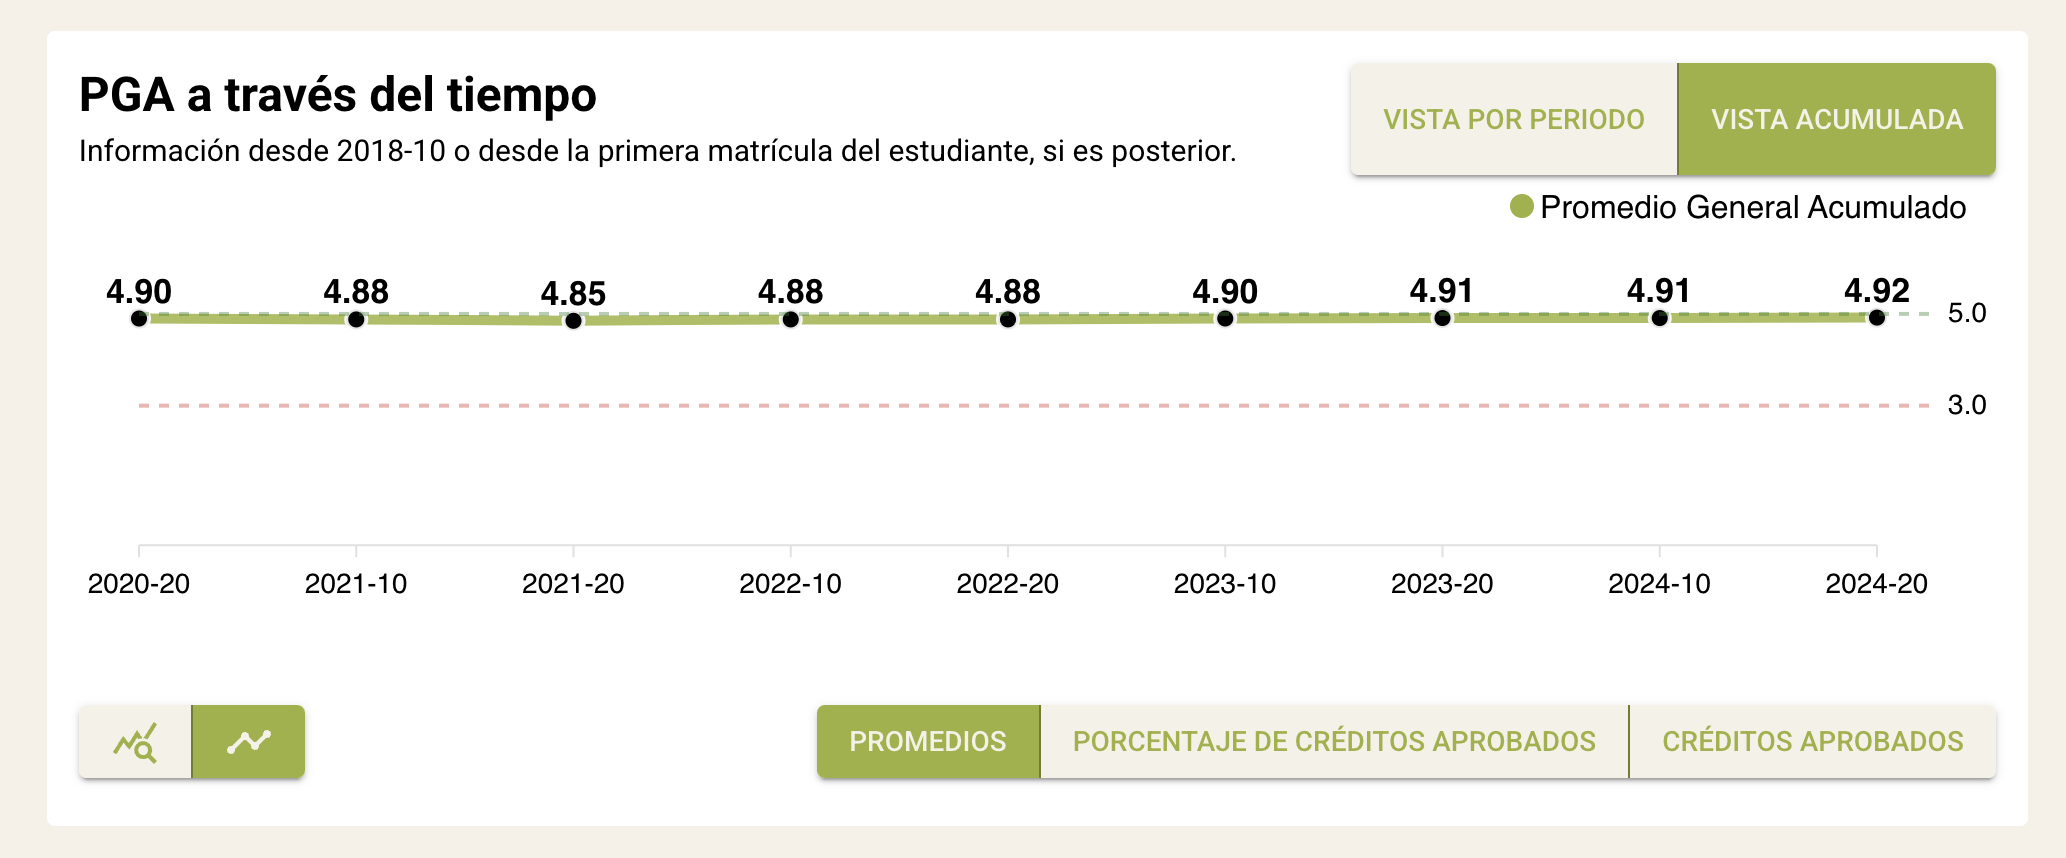 PGA a través del tiempo
Información desde 2018-10 o desde la primera matrícula del estudiante, si es posterior.
VISTA POR PERIODO
VISTA ACUMULADA
Promedio General Acumulado
4.90 4.88 4.85 4.88 4.88 4.90 4.91 4.91 4.92
5.0
3.0
2020-20 2021-10 2021-20 2022-10 2022-20 2023-10 2023-20 2024-10 2024-20
PROMEDIOS
PORCENTAJE DE CRÉDITOS APROBADOS
CRÉDITOS APROBADOS